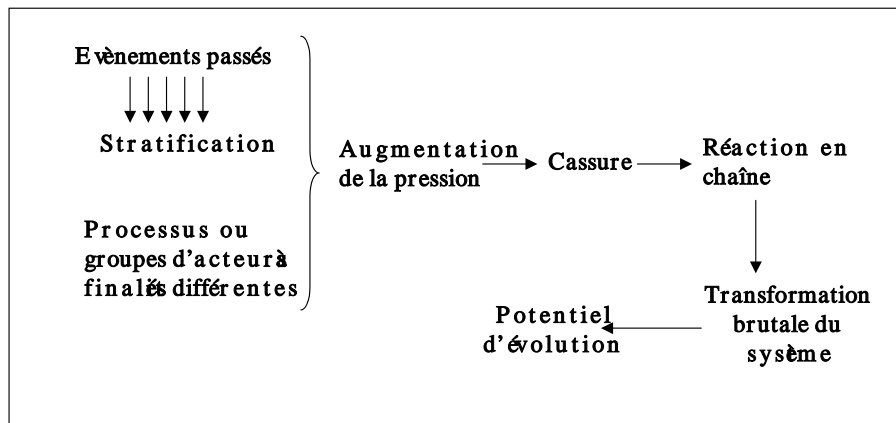 Evènements passés
Stratification
Processus ou
groupes d'acteurs à
finalités différentes
Augmentation
de la pression
Cassure
Réaction en
chaîne
Transformation
brutale du
système
Potentiel
d'évolution